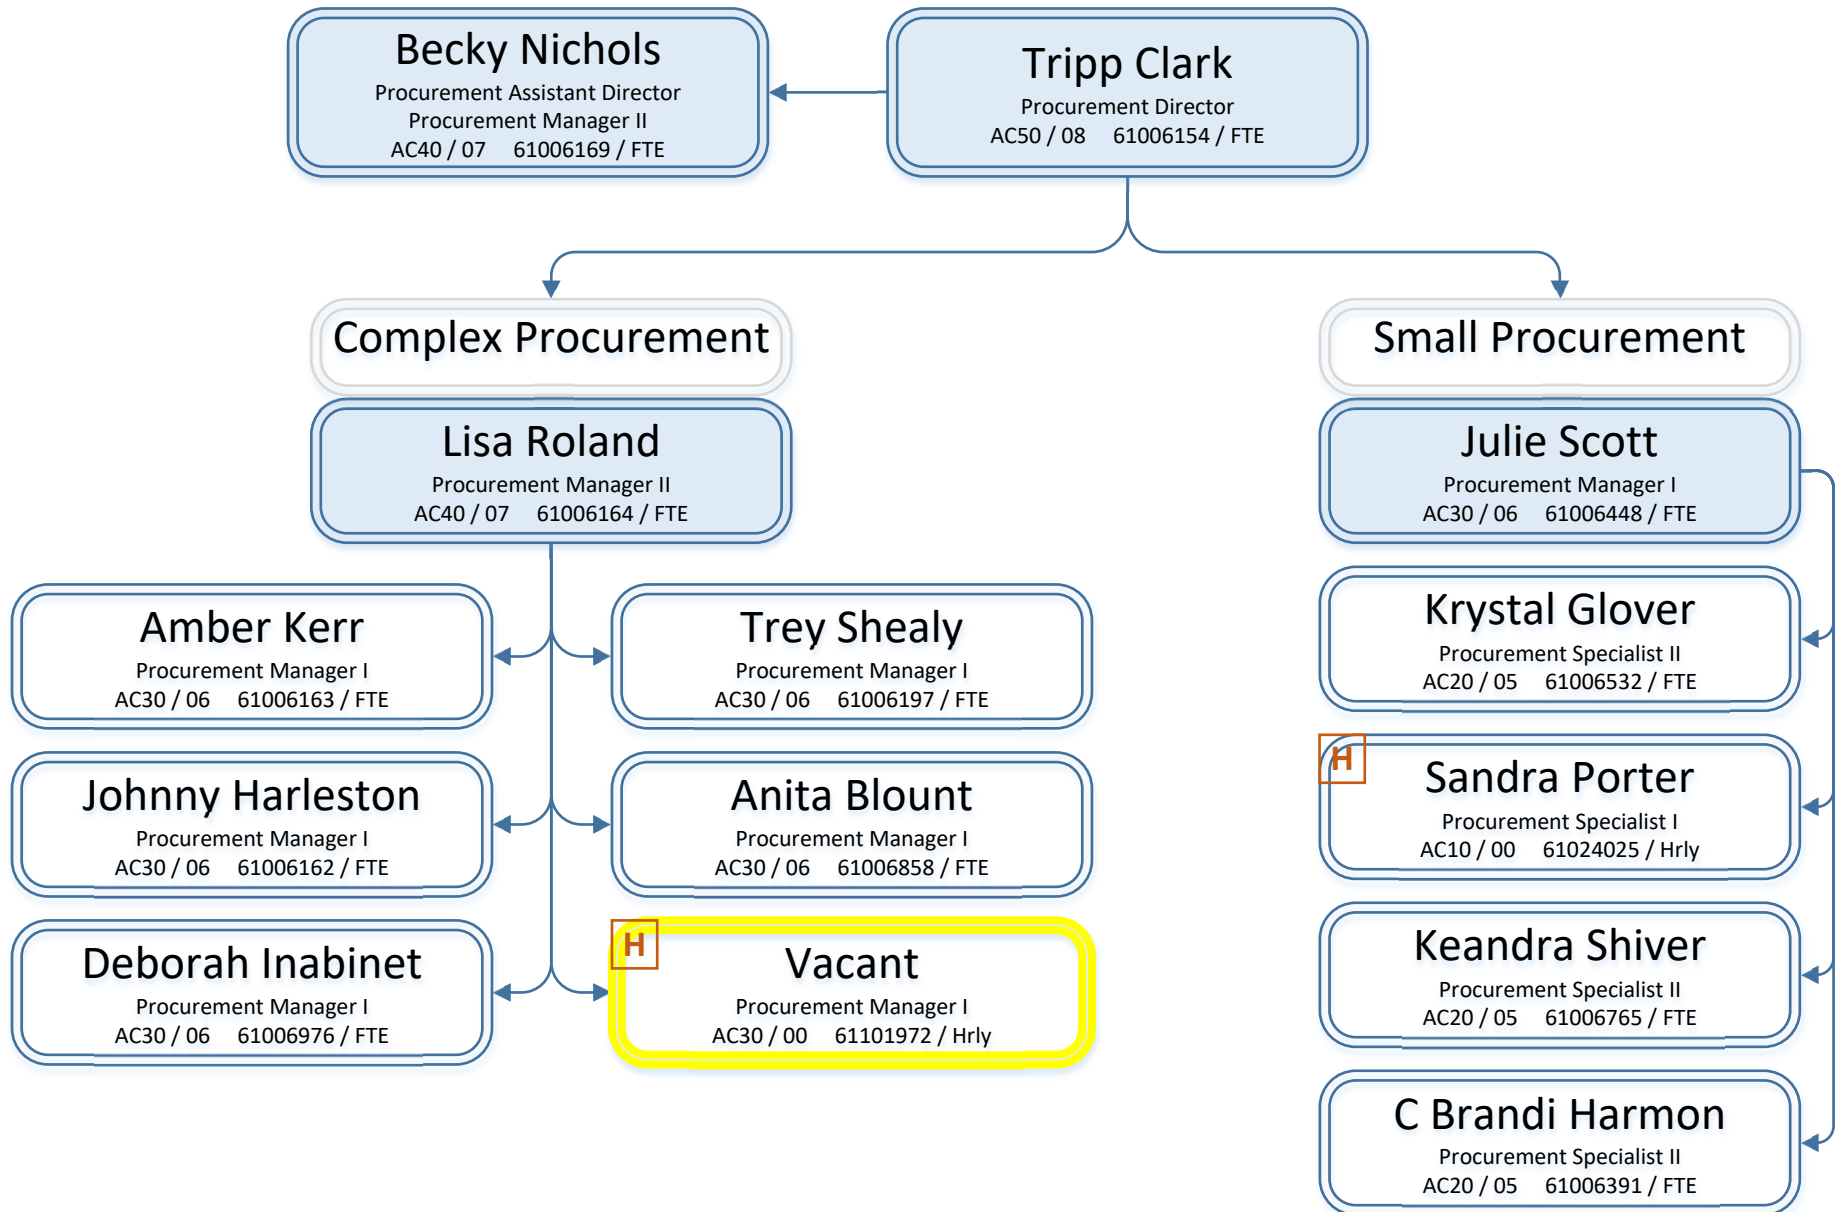 Becky Nichols
Procurement Assistant Director
Procurement Manager II
AC40 / 07 61006169 / FTE
Tripp Clark
Procurement Director
AC50 / 08 61006154 / FTE
Complex Procurement
Lisa Roland
Procurement Manager II
AC40 / 07 61006164 / FTE
Amber Kerr
Procurement Manager I
AC30 / 06 61006163 / FTE
Trey Shealy
Procurement Manager I
AC30 / 06 61006197 / FTE
Johnny Harleston
Procurement Manager I
AC30 / 06 61006162 / FTE
Anita Blount
Procurement Manager I
AC30 / 06 61006858 / FTE
Deborah Inabinet
Procurement Manager I
AC30 / 06 61006976 / FTE
H
Vacant
Procurement Manager I
AC30 / 00 61101972 / Hrly
Small Procurement
Julie Scott
Procurement Manager I
AC30 / 06 61006448 / FTE
Krystal Glover
Procurement Specialist II
AC20 / 05 61006532 / FTE
H
Sandra Porter
Procurement Specialist I
AC10 / 00 61024025 / Hrly
Keandra Shiver
Procurement Specialist II
AC20 / 05 61006765 / FTE
C Brandi Harmon
Procurement Specialist II
AC20 / 05 61006391 / FTE